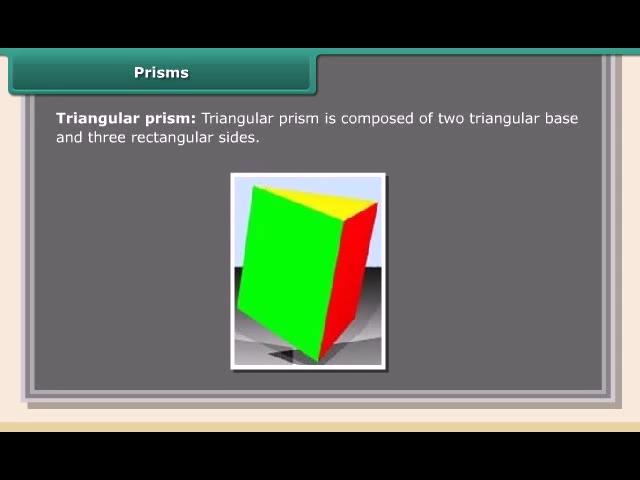 Prisms
Triangular prism: Triangular prism is composed of two triangular base
and three rectangular sides.